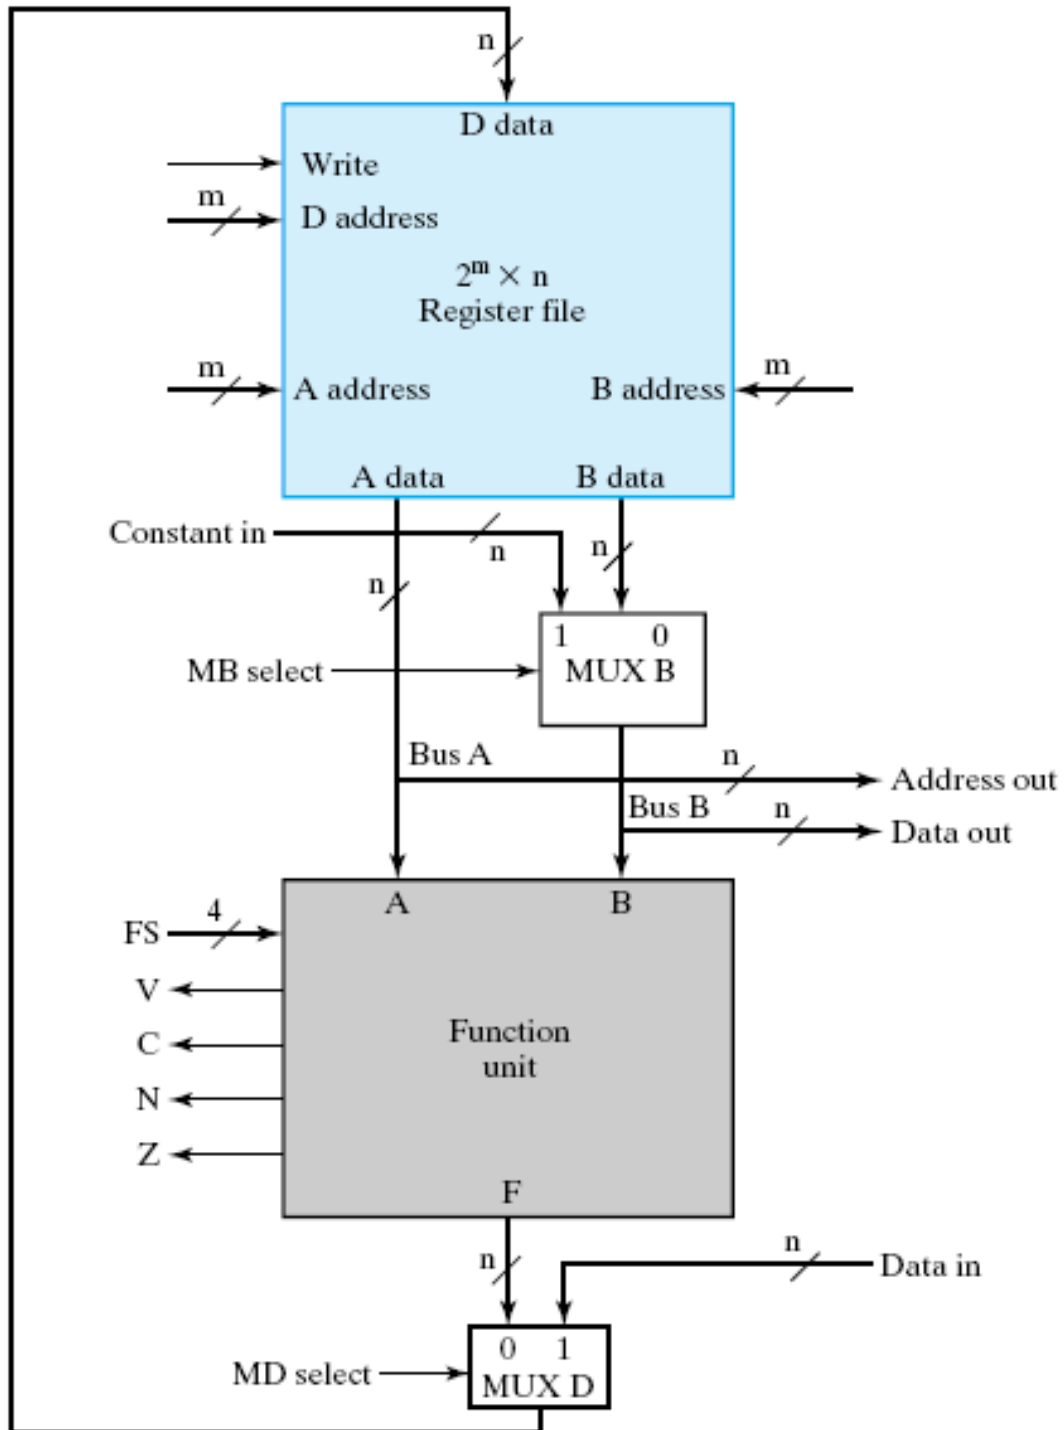 n
D data
Write
m
D address
2ᵐ × n
Register file
m
A address
B address
m
A data
B data
Constant in
n
n
n
1 0
MB select
MUX B
Bus A
n
Address out
Bus B
n
Data out
A
B
FS
4
V
C
Function
unit
N
Z
F
n
n
Data in
0 1
MD select
MUX D